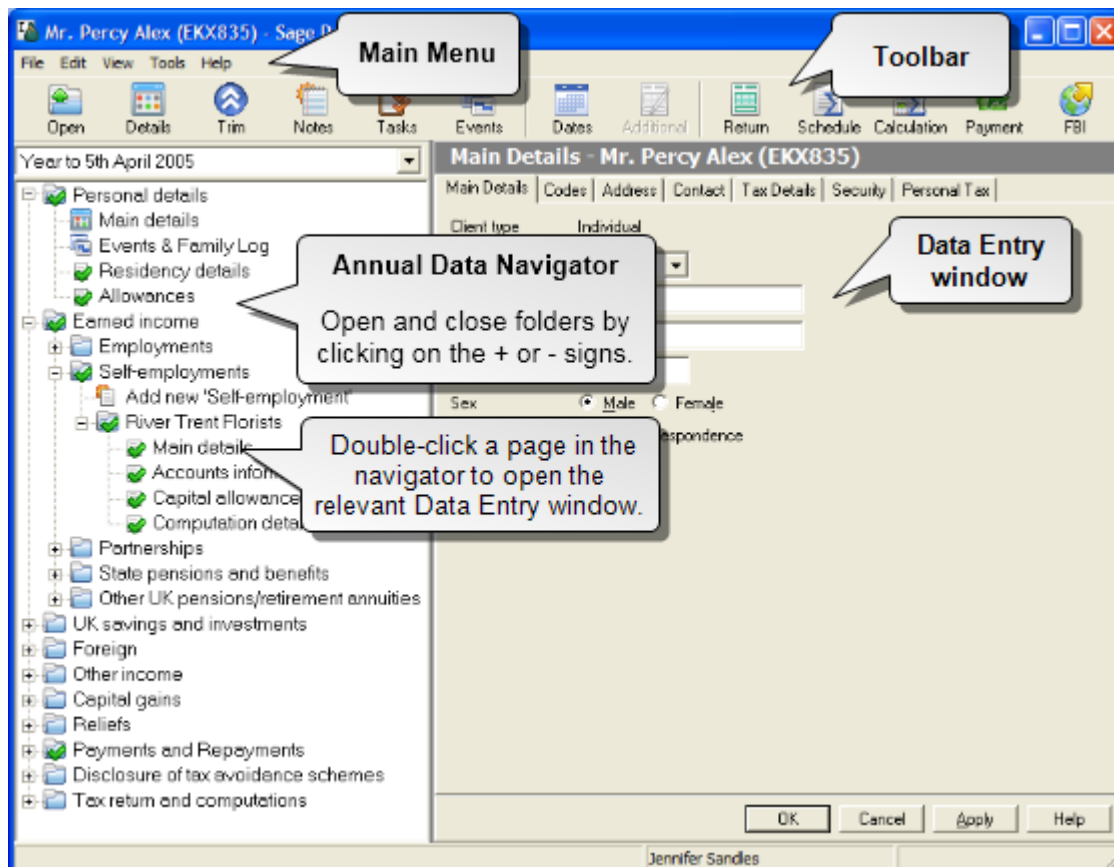 Mr. Percy Alex (EKX835) - Sage
Main Menu
Toolbar
File Edit View Tools Help
Open Details Trim Notes Tasks Events Dates Additional Return Schedule Calculation Payment FBI
Year to 5th April 2005
Main Details - Mr. Percy Alex (EKX835)
Main Details Codes Address Contact Tax Details Security Personal Tax
Personal details
Main details
Events & Family Log
Residency details
Allowances
Earned income
Employments
Self-employments
Add new 'Self-employment'
River Trent Florists
Main details
Accounts
Capital
Computation
Partnerships
State pensions and benefits
Other UK pensions/retirement annuities
UK savings and investments
Foreign
Other income
Capital gains
Reliefs
Payments and Repayments
Disclosure of tax avoidance schemes
Tax return and computations
Client type Individual
Annual Data Navigator
Open and close folders by
clicking on the + or - signs.
Data Entry
window
Sex Male Female
Double-click a page in the
navigator to open the
relevant Data Entry window.
OK Cancel Apply Help
Jennifer Sandles